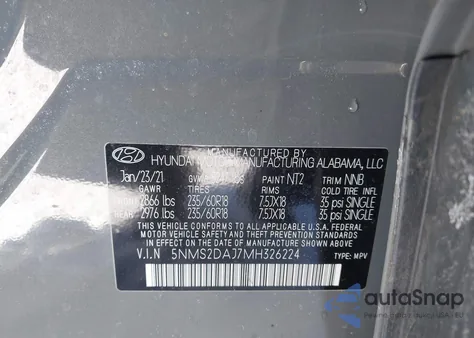 MANUFACTURED BY
HYUNDAI MOTOR MANUFACTURING ALABAMA, LLC
Jan/23/21 PAINT NT2 TRIM NNB
GAWR TIRES RIMS COLD TIRE INFL.
2866 lbs 235/60R18 7.5JX18 35 psi SINGLE
REAR 2976 lbs 235/60R18 7.5JX18 35 psi SINGLE
THIS VEHICLE CONFORMS TO ALL APPLICABLE
U.S.A. FEDERAL MOTOR VEHICLE SAFETY STANDARDS
IN EFFECT ON THE DATE OF MANUFACTURE SHOWN ABOVE.
V.I.N 5NMS2DAJ7MH326224 TYPE: MPV
autoSnap